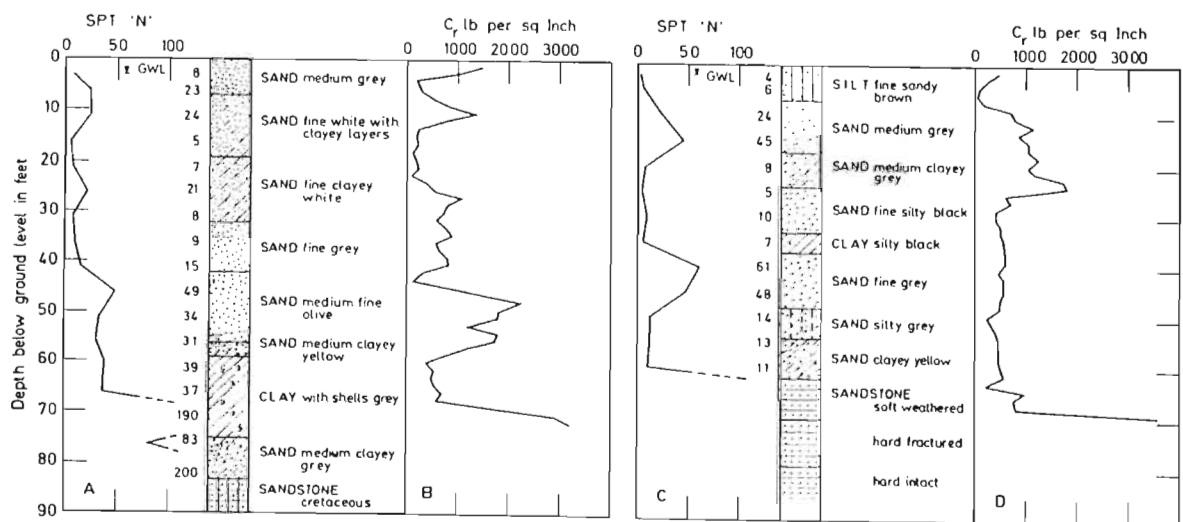 SPT 'N'
0 50 100
GWL
Depth below ground level in feet
0
10
20
30
40
50
60
70
80
90
8
23
24
5
7
21
8
9
15
49
34
31
39
37
190
83
200
A
SAND medium grey
SAND fine white with
clayey layers
SAND fine clayey
white
SAND fine grey
SAND medium fine
olive
SAND medium clayey
yellow
CLAY with shells grey
SAND medium clayey
grey
SANDSTONE
cretaceous
Cr lb per sq Inch
0 1000 2000 3000
B
SPT 'N'
0 50 100
GWL
4
6
24
45
8
5
10
7
61
48
14
13
11
C
SILT fine sandy
brown
SAND medium grey
SAND medium clayey
grey
SAND fine silty black
CLAY silty black
SAND fine grey
SAND silty grey
SAND clayey yellow
SANDSTONE
soft weathered
hard fractured
hard intact
Cr lb per sq Inch
0 1000 2000 3000
D